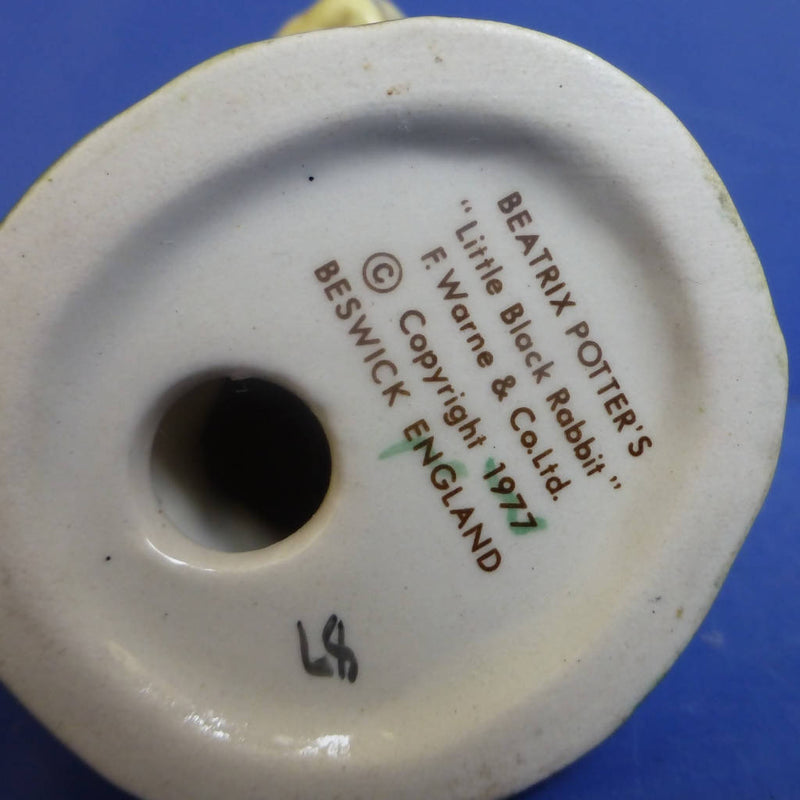 BEATRIX POTTER'S
"Little Black Rabbit"
F. Warne & Co. Ltd.
© Copyright 1977
BESWICK ENGLAND